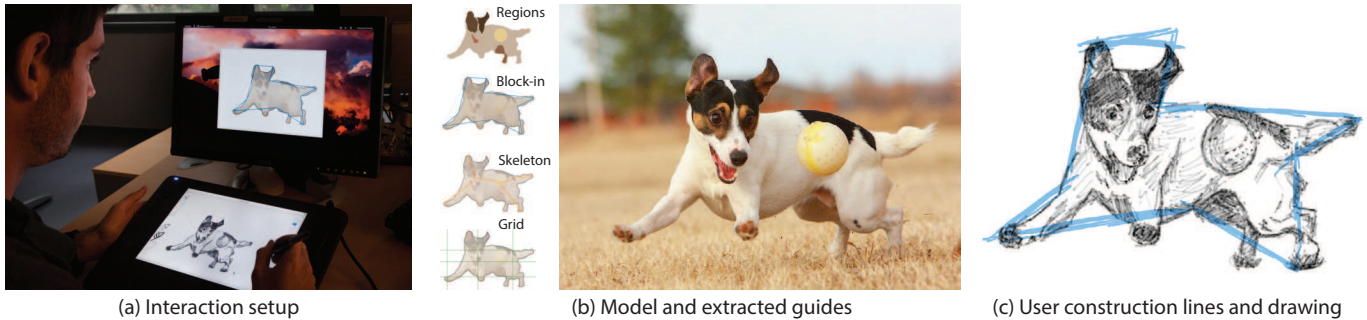 Regions
Block-in
Skeleton
Grid
(a) Interaction setup
(b) Model and extracted guides
(c) User construction lines and drawing